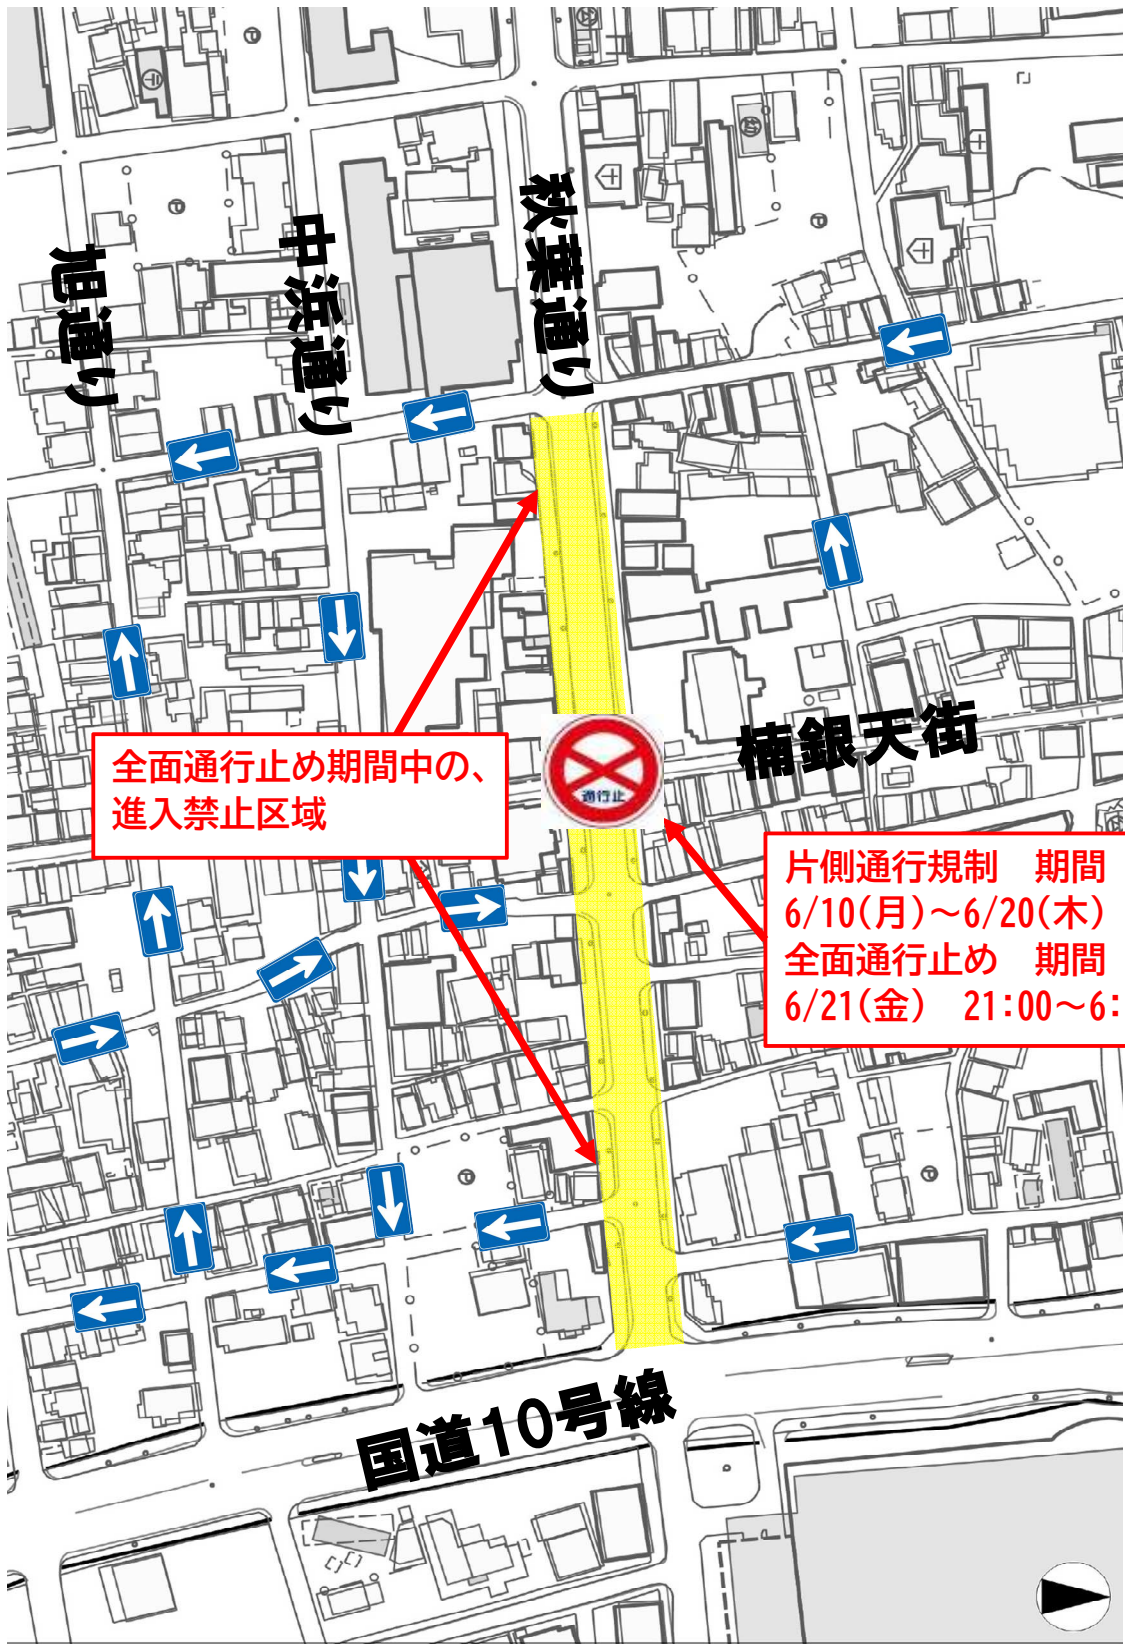 秋葉通り
中浜通り
旭通り
楠銀天街
通行止
全面通行止め期間中の、
進入禁止区域
片側通行規制　期間
6/10(月)～6/20(木)
全面通行止め　期間
6/21(金)　21:00～6:
国道10号線